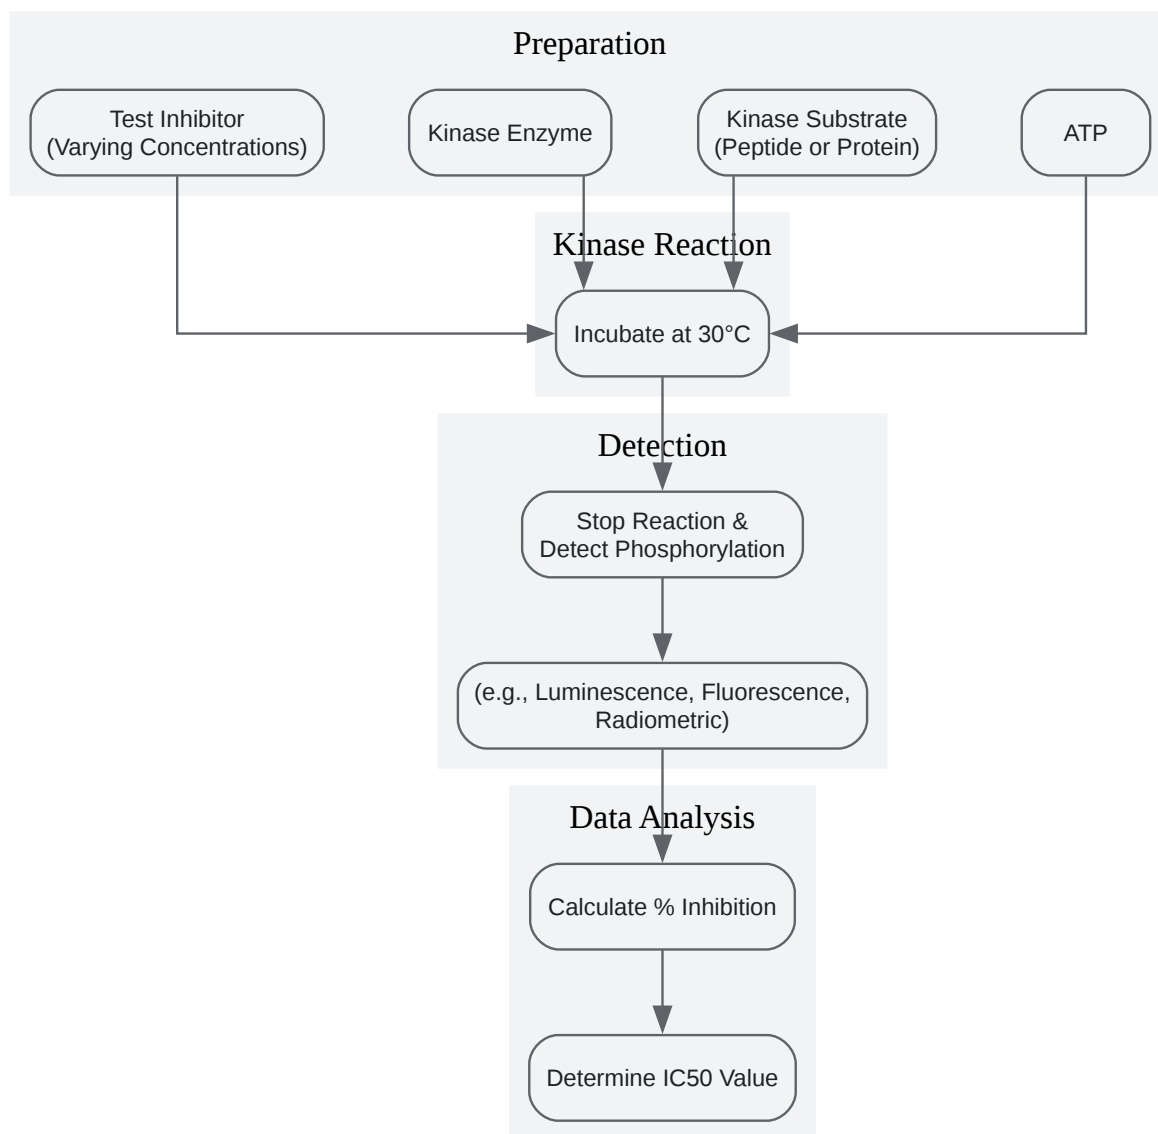 Preparation
Test Inhibitor
(Varying Concentrations)
Kinase Enzyme
Kinase Substrate
(Peptide or Protein)
ATP
Kinase Reaction
Incubate at 30°C
Detection
Stop Reaction &
Detect Phosphorylation
(e.g., Luminescence, Fluorescence,
Radiometric)
Data Analysis
Calculate % Inhibition
Determine IC50 Value